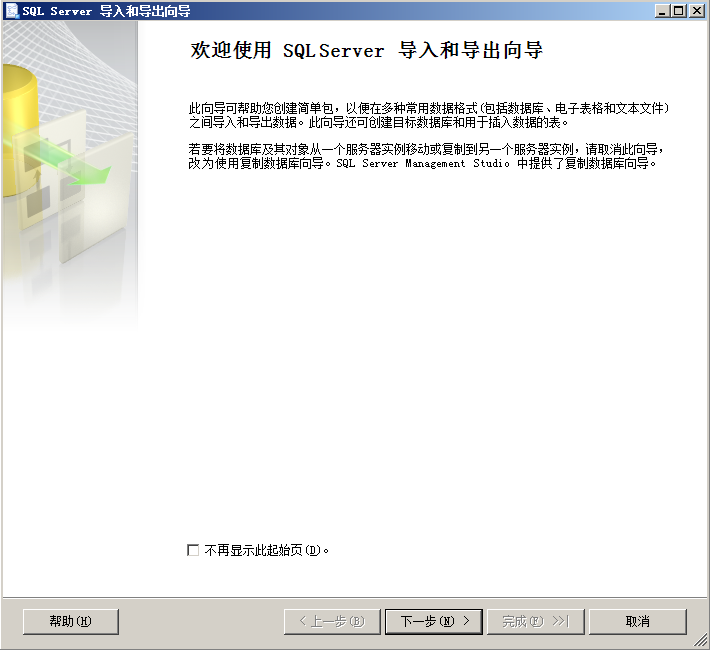 SQL Server 导入和导出向导
欢迎使用 SQL Server 导入和导出向导
此向导可帮助您创建简单包，以便在多种常用数据格式(包括数据库、电子表格和文本文件)
之间导入和导出数据。此向导还可创建目标数据库和用于插入数据的表。
若要将数据库及其对象从一个服务器实例移动或复制到另一个服务器实例，请取消此向导，
改为使用复制数据库向导。SQL Server Management Studio 中提供了复制数据库向导。
不再显示此起始页(D)。
帮助(H) < 上一步(B) 下一步(N) > 完成(F) >>| 取消